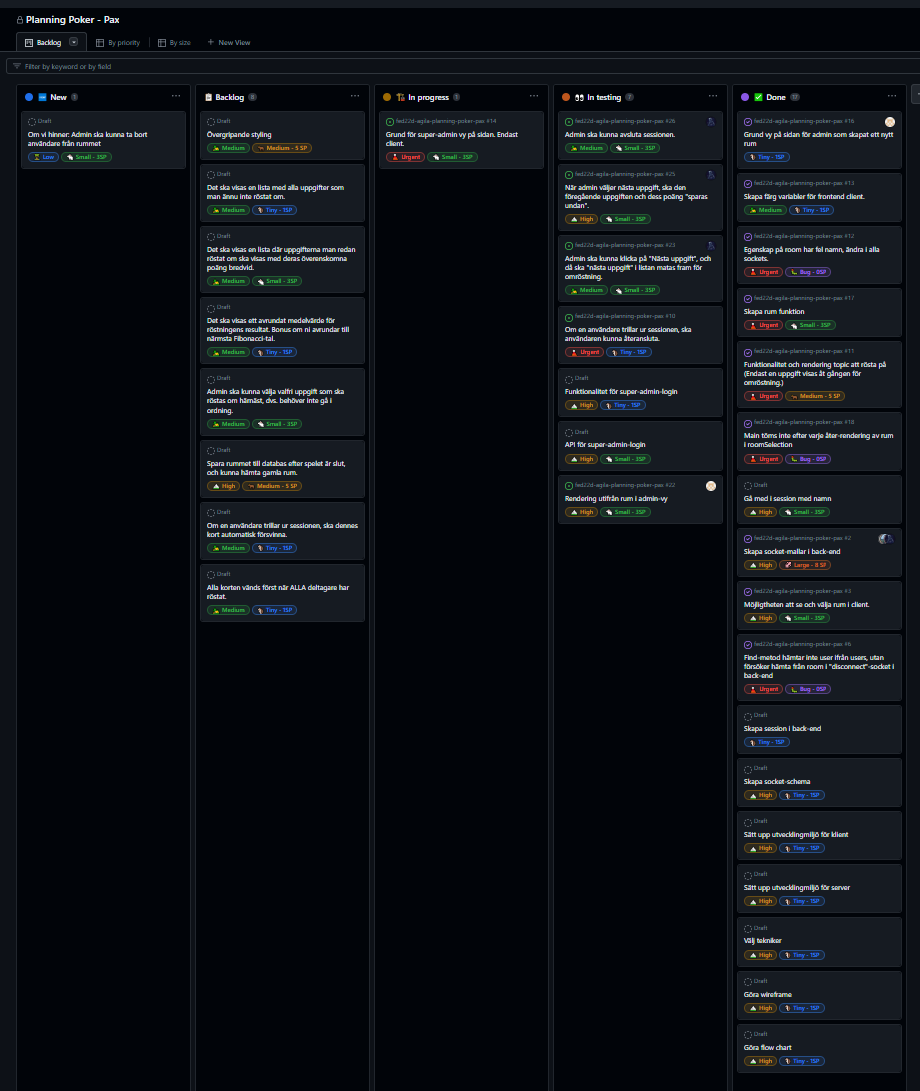 Planning Poker - Pax
Backlog
By priority
By size
New View
Filter by keyword or by field
New 1
Draft
Om vi hinner: Admin ska kunna ta bort
användare från rummet
Low Small - 3SP
Backlog 8
Draft
Övergripande styling
Medium Medium - 5 SP
Draft
Det ska visas en lista med alla uppgifter som
man ännu inte röstat om.
Medium Tiny - 1SP
Draft
Det ska visas en lista där uppgifterna man redan
röstat om ska visas med deras överenskomna
poäng bredvid.
Medium Small - 3SP
Draft
Det ska visas ett avrundat medelvärde för
röstningens resultat. Bonus om ni avrundar till
närmsta Fibonacci-tal.
Medium Tiny - 1SP
Draft
Admin ska kunna välja valfri uppgift som ska
röstas om härnäst, dvs. behöver inte gå i
ordning.
Medium Small - 3SP
Draft
Spara rummet till databas efter spelet är slut,
och kunna hämta gamla rum.
High Medium - 5 SP
Draft
Om en användare trillar ur sessionen, ska dennes
kort automatisk försvinna.
Medium Tiny - 1SP
Draft
Alla korten vänds först när ALLA deltagare har
röstat.
Medium Tiny - 1SP
In progress 1
fed22d-agila-planning-poker-pax #14
Grund för super-admin vy på sidan. Endast
client.
Urgent Small - 3SP
In testing 7
fed22d-agila-planning-poker-pax #26
Admin ska kunna avsluta sessionen.
Medium Small - 3SP
fed22d-agila-planning-poker-pax #25
När admin väljer nästa uppgift, ska den
föregående uppgiften och dess poäng "sparas
undan".
High Small - 3SP
fed22d-agila-planning-poker-pax #23
Admin ska kunna klicka på "Nästa uppgift", och
då ska "nästa uppgift" i listan matas fram för
omröstning.
Medium Small - 3SP
fed22d-agila-planning-poker-pax #10
Om en användare trillar ur sessionen, ska
användaren kunna återansluta.
Urgent Tiny - 1SP
Draft
Funktionalitet för super-admin-login
High Tiny - 1SP
Draft
API för super-admin-login
High Small - 3SP
fed22d-agila-planning-poker-pax #22
Rendering utifrån rum i admin-vy
High Small - 3SP
Done 17
fed22d-agila-planning-poker-pax #16
Grund vy på sidan för admin som skapat ett nytt
rum
Tiny - 1SP
fed22d-agila-planning-poker-pax #13
Skapa färg variabler för frontend client.
Medium Tiny - 1SP
fed22d-agila-planning-poker-pax #12
Egenskap på room har fel namn, ändra i alla
sockets.
Urgent Bug - 0SP
fed22d-agila-planning-poker-pax #17
Skapa rum funktion
Urgent Small - 3SP
fed22d-agila-planning-poker-pax #11
Funktionalitet och rendering topic att rösta på
(Endast en uppgift visas åt gången för
omröstning.)
Urgent Medium - 5 SP
fed22d-agila-planning-poker-pax #18
Main töms inte efter varje åter-rendering av rum
i roomSelection
Urgent Bug - 0SP
Draft
Gå med i session med namn
High Small - 3SP
fed22d-agila-planning-poker-pax #2
Skapa socket-mallar i back-end
High Large - 8 SP
fed22d-agila-planning-poker-pax #3
Möjligtheten att se och välja rum i client.
High Small - 3SP
fed22d-agila-planning-poker-pax #6
Find-metod hämtar inte user ifrån users, utan
försöker hämta från room i "disconnect"-socket i
back-end
Urgent Bug - 0SP
Draft
Skapa session i back-end
Tiny - 1SP
Draft
Skapa socket-schema
High Tiny - 1SP
Draft
Sätt upp utvecklingmiljö för klient
High Tiny - 1SP
Draft
Sätt upp utvecklingmiljö för server
High Tiny - 1SP
Draft
Välj tekniker
High Tiny - 1SP
Draft
Göra wireframe
High Tiny - 1SP
Draft
Göra flow chart
High Tiny - 1SP